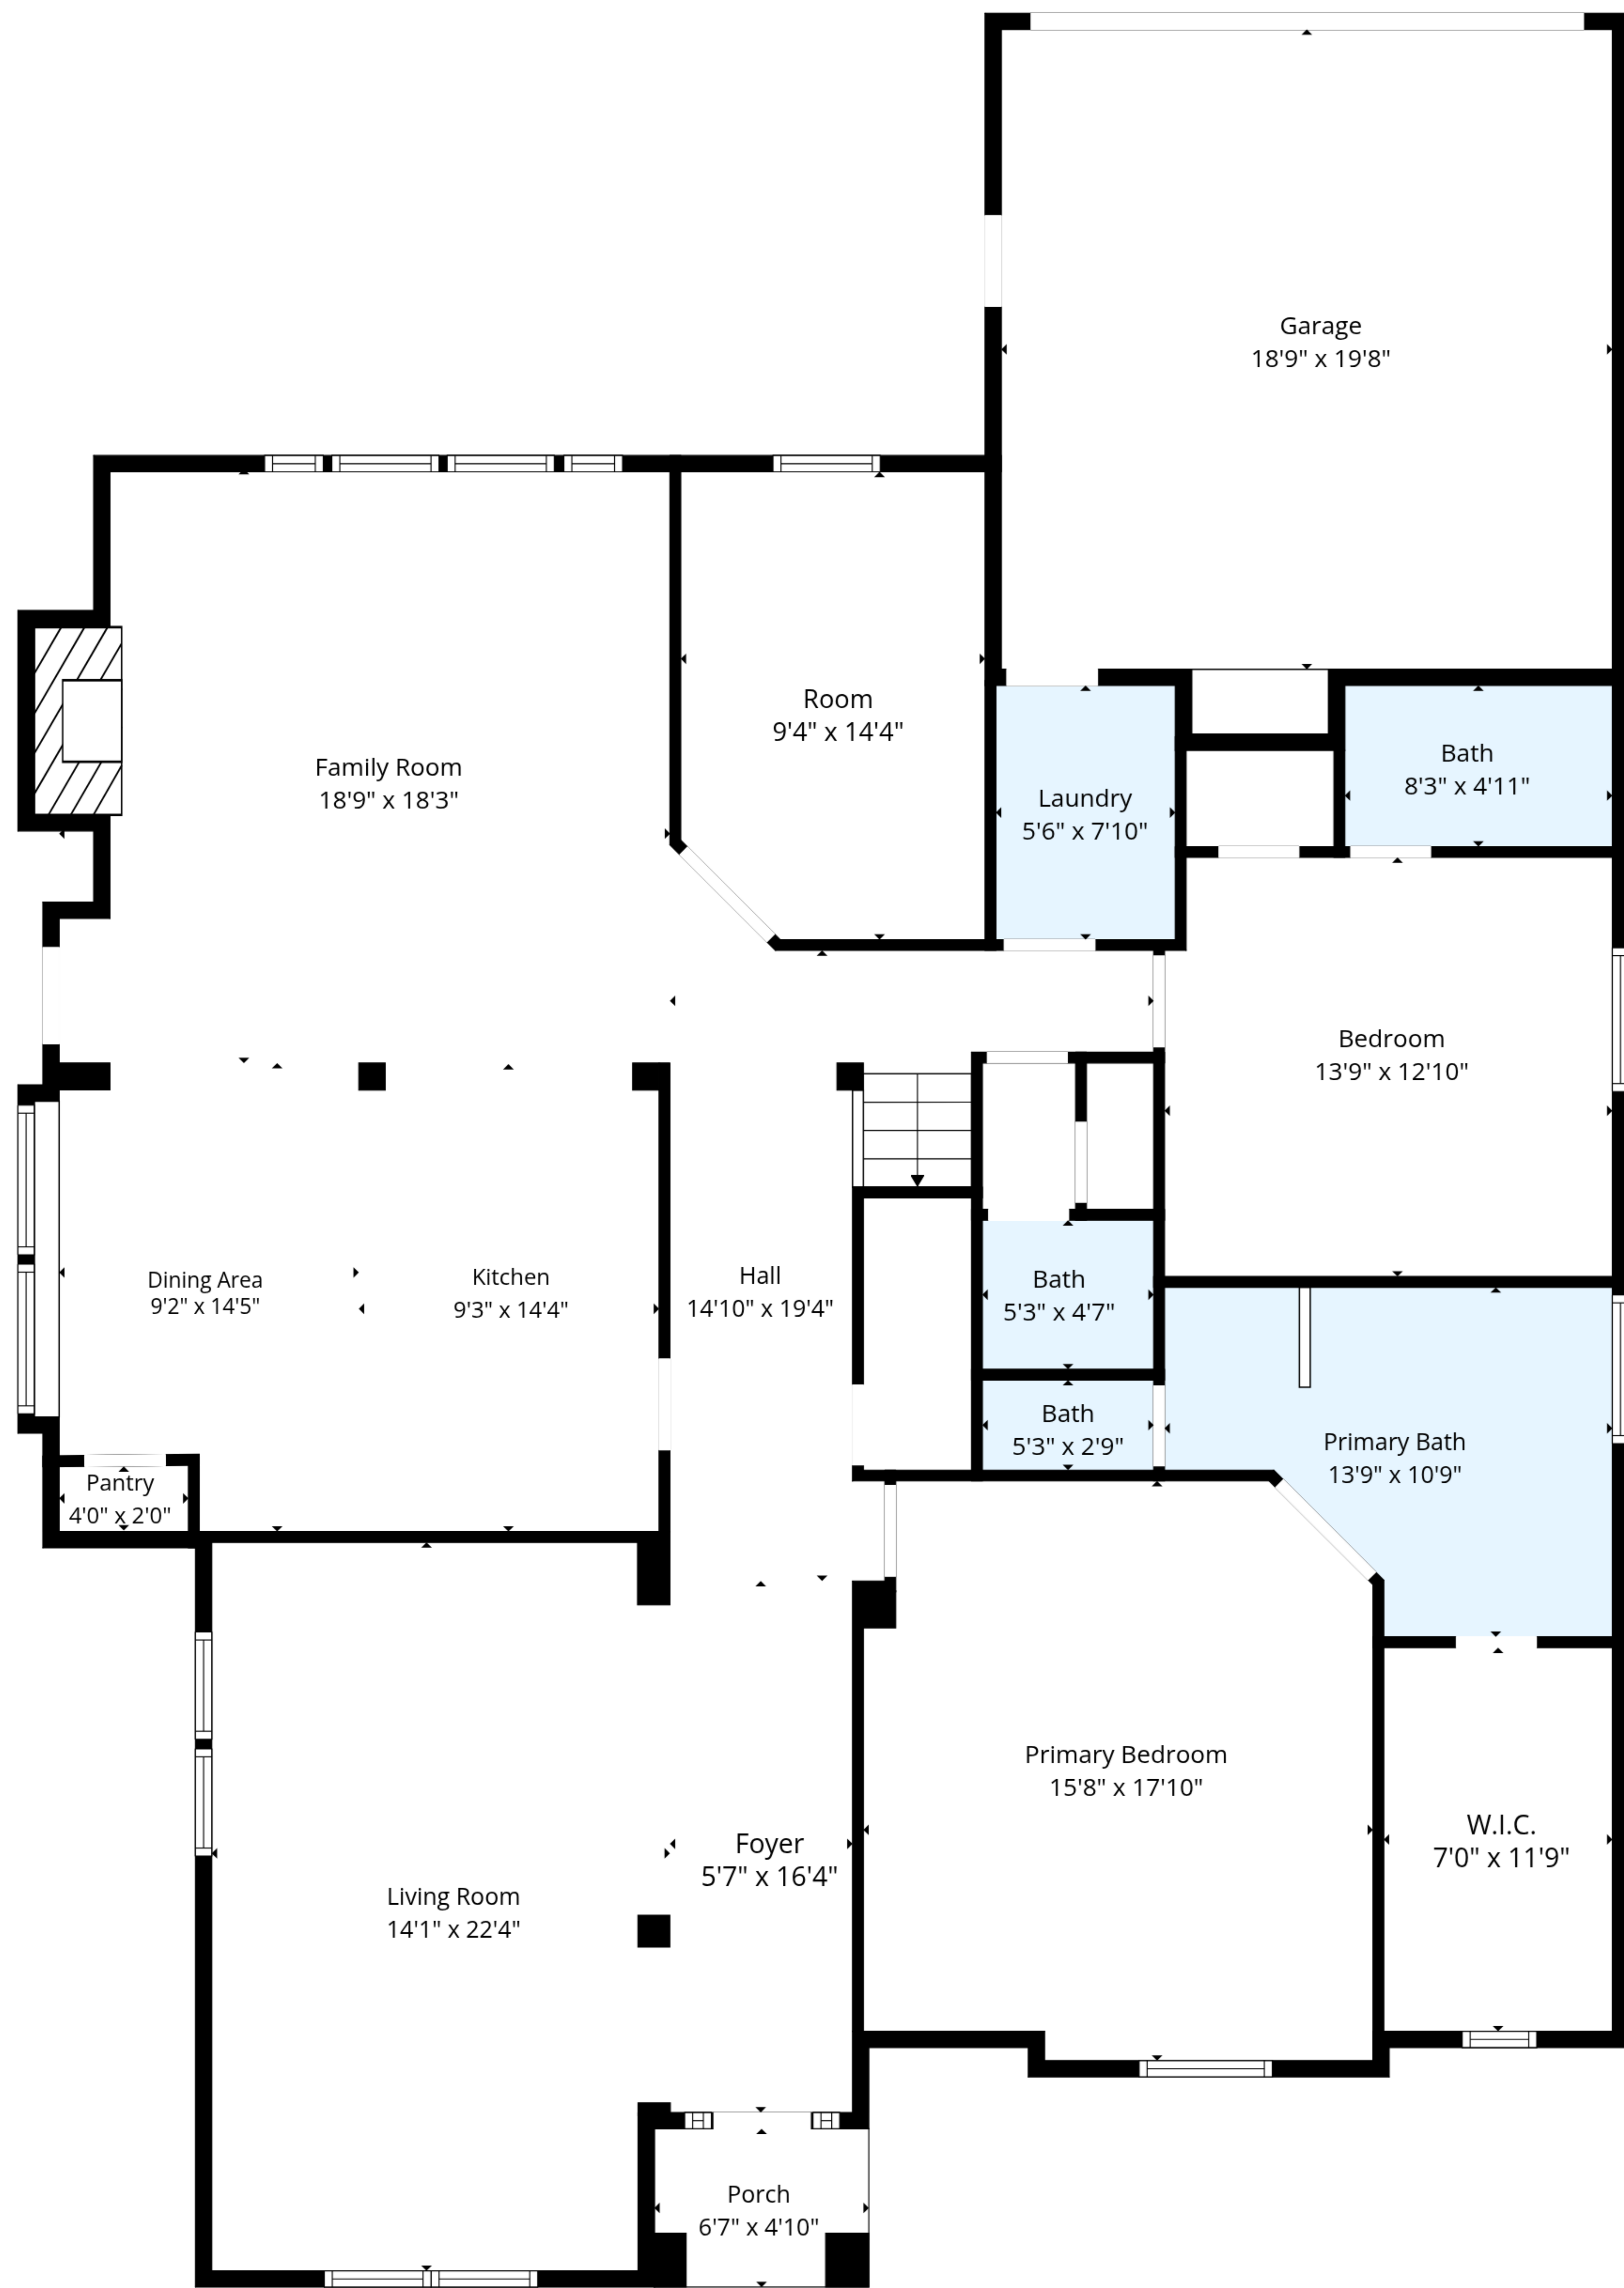 Garage
18'9" x 19'8"
Room
9'4" x 14'4"
Family Room
18'9" x 18'3"
Laundry
5'6" x 7'10"
Bath
8'3" x 4'11"
Bedroom
13'9" x 12'10"
Dining Area
9'2" x 14'5"
Kitchen
9'3" x 14'4"
Hall
14'10" x 19'4"
Bath
5'3" x 4'7"
Bath
5'3" x 2'9"
Primary Bath
13'9" x 10'9"
Pantry
4'0" x 2'0"
Primary Bedroom
15'8" x 17'10"
W.I.C.
7'0" x 11'9"
Foyer
5'7" x 16'4"
Living Room
14'1" x 22'4"
Porch
6'7" x 4'10"